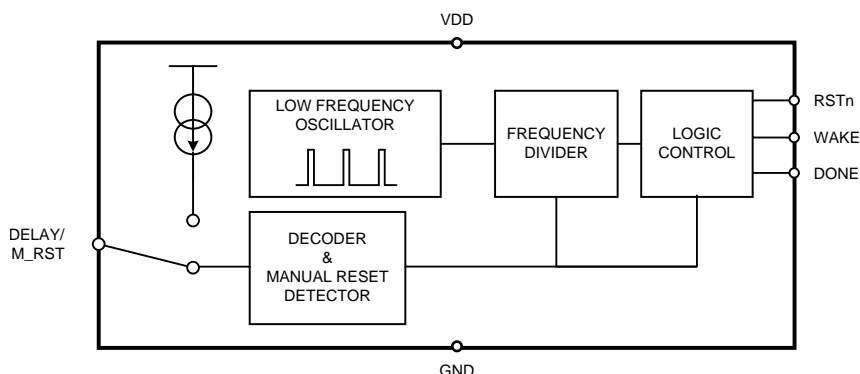 VDD
LOW FREQUENCY
OSCILLATOR
FREQUENCY
DIVIDER
LOGIC
CONTROL
RSTn
WAKE
DONE
DELAY/
M_RST
DECODER
&
MANUAL RESET
DETECTOR
GND